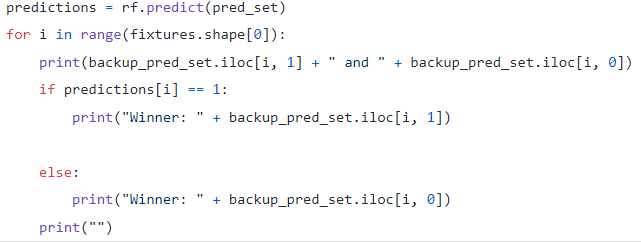 predictions = rf.predict(pred_set)
for i in range(fixtures.shape[0]):
    print(backup_pred_set.iloc[i, 1] + " and " + backup_pred_set.iloc[i, 0])
    if predictions[i] == 1:
        print("Winner: " + backup_pred_set.iloc[i, 1])
    else:
        print("Winner: " + backup_pred_set.iloc[i, 0])
    print("")